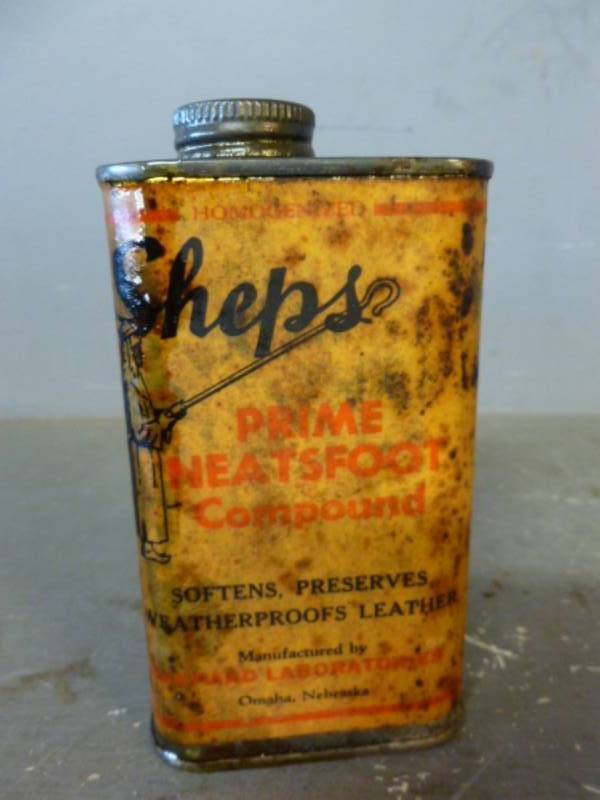 HOMOGENIZED
Sheps
PRIME
NEATSFOOT
Compound
SOFTENS, PRESERVES,
WEATHERPROOFS LEATHER
Manufactured by
LABORATORIES
Omaha, Nebraska